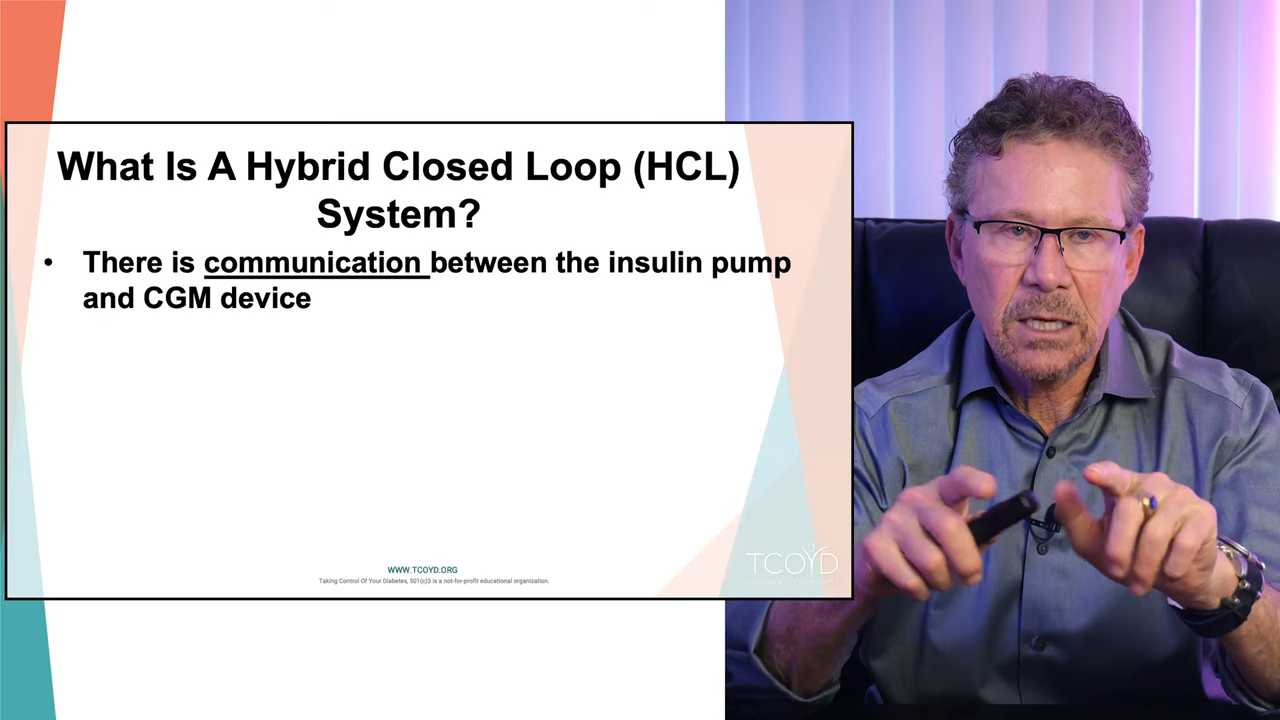 What Is A Hybrid Closed Loop (HCL)
System?
• There is communication between the insulin pump
and CGM device
WWW.TCOYD.ORG
Taking Control Of Your Diabetes, 501(c)3 is a not-for-profit educational organization.
TCOYD